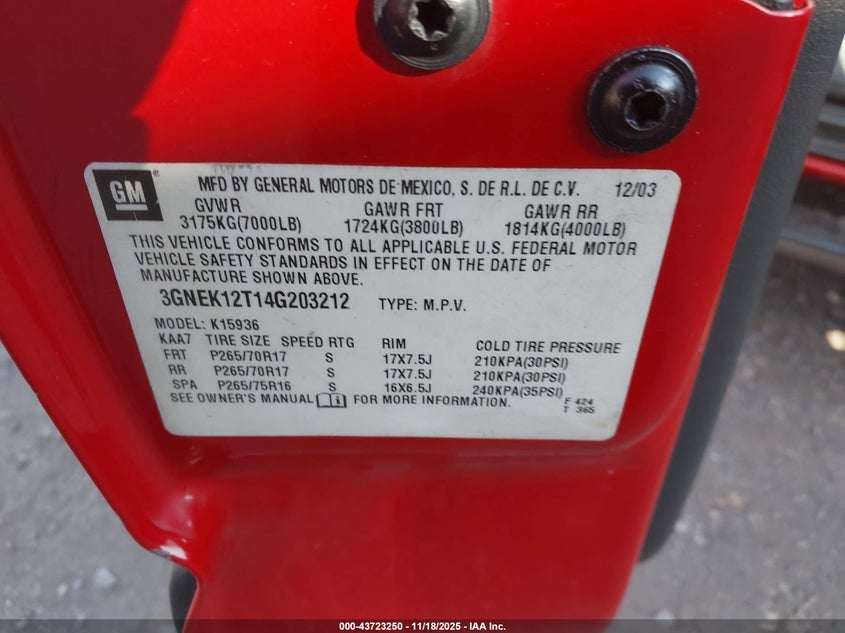 GM
MFD BY GENERAL MOTORS DE MEXICO, S. DE R.L. DE C.V. 12/03
GVWR GAWR FRT GAWR RR
3175KG(7000LB) 1724KG(3800LB) 1814KG(4000LB)
THIS VEHICLE CONFORMS TO ALL APPLICABLE U.S. FEDERAL MOTOR
VEHICLE SAFETY STANDARDS IN EFFECT ON THE DATE OF
MANUFACTURE SHOWN ABOVE.
3GNEK12T14G203212 TYPE: M.P.V.
MODEL: K15936
KAA7 TIRE SIZE SPEED RTG RIM COLD TIRE PRESSURE
FRT P265/70R17 S 17X7.5J 210KPA(30PSI)
RR P265/70R17 S 17X7.5J 210KPA(30PSI)
SPA P265/75R16 S 16X6.5J 240KPA(35PSI)
SEE OWNER'S MANUAL FOR MORE INFORMATION. F 424
T 365
000-43723250 — 11/18/2025 — IAA Inc.